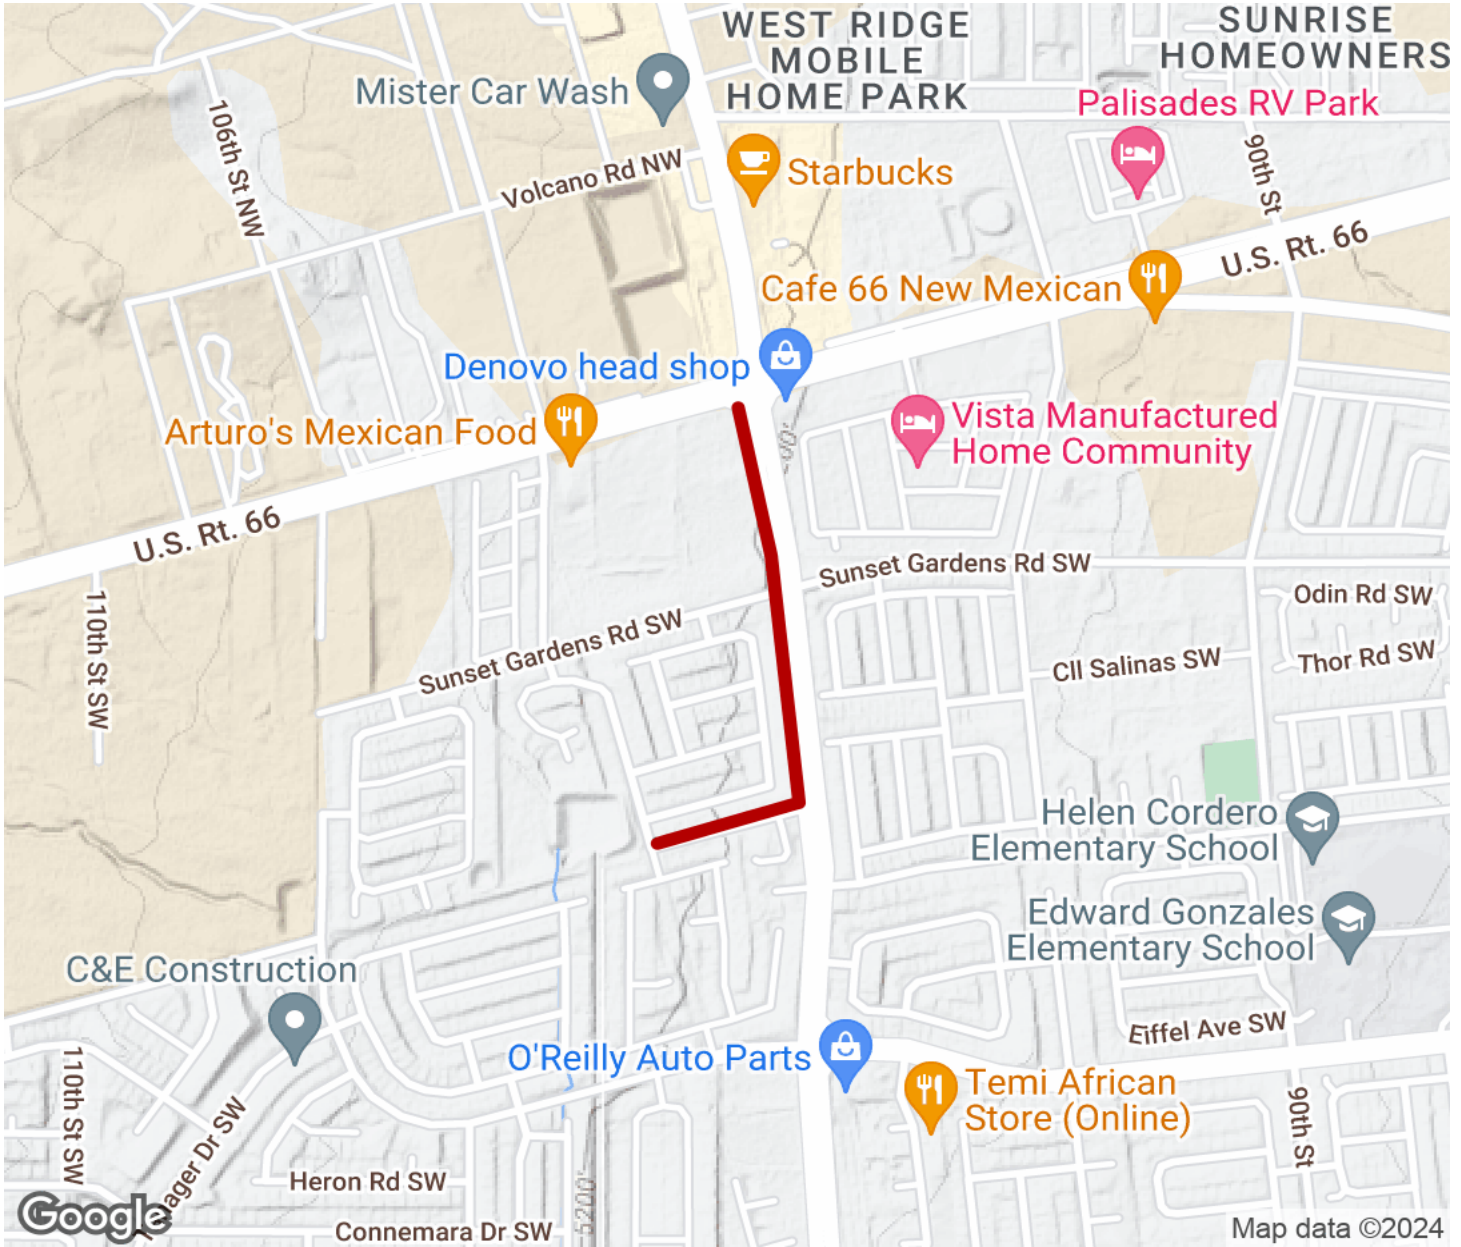 WEST RIDGE
MOBILE
HOME PARK
SUNRISE
HOMEOWNERS
Mister Car Wash
Palisades RV Park
106th St NW
Volcano Rd NW
Starbucks
90th St
U.S. Rt. 66
Cafe 66 New Mexican
Denovo head shop
Arturo's Mexican Food
Vista Manufactured
Home Community
5200'
U.S. Rt. 66
Sunset Gardens Rd SW
110th St SW
Odin Rd SW
Sunset Gardens Rd SW
Cll Salinas SW
Thor Rd SW
Helen Cordero
Elementary School
Edward Gonzales
Elementary School
C&E Construction
Eiffel Ave SW
O'Reilly Auto Parts
110th St SW
Temi African
Store (Online)
90th St
ager Dr SW
Heron Rd SW
Connemara Dr SW
Google
Map data ©2024